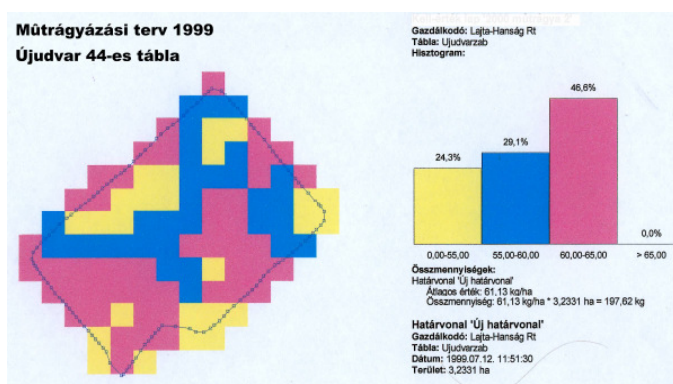 Műtrágyázási terv 1999
Újudvar 44-es tábla
Gazdálkodó: Lajta-Hanság Rt
Tábla: Ujudvarzab
Hisztogram:
46,6%
29,1%
24,3%
0,0%
0,00-55,00 55,00-60,00 60,00-65,00 > 65,00
Összmennyiségek:
Határvonal 'Új határvonal'
Átlagos érték: 61,13 kg/ha
Összmennyiség: 61,13 kg/ha * 3,2331 ha = 197,62 kg
Határvonal 'Új határvonal'
Gazdálkodó: Lajta-Hanság Rt
Tábla: Ujudvarzab
Dátum: 1999.07.12. 11:51:30
Terület: 3,2331 ha